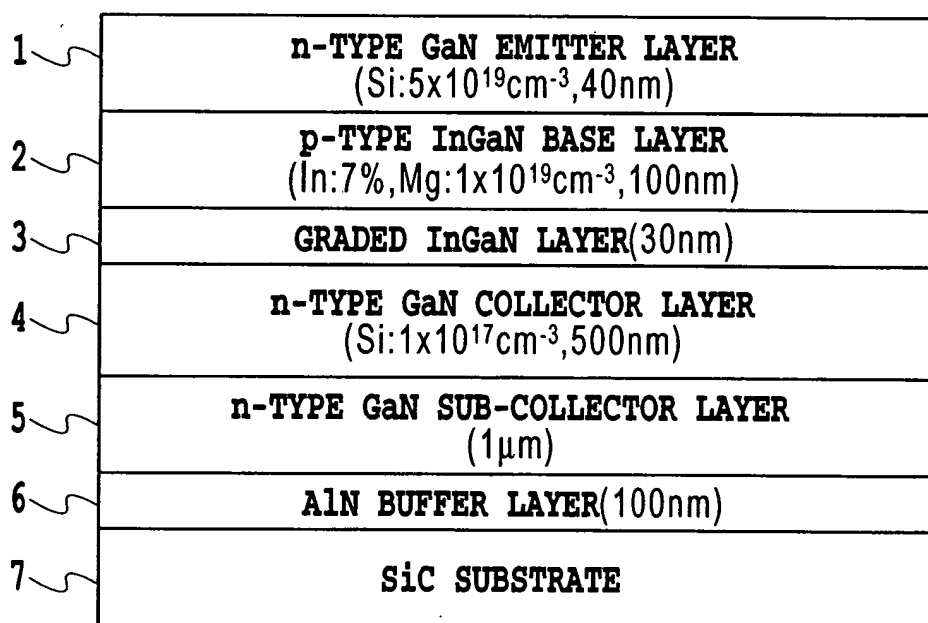 1
n-TYPE GaN EMITTER LAYER
(Si:5x10¹⁹cm⁻³,40nm)
2
p-TYPE InGaN BASE LAYER
(In:7%,Mg:1x10¹⁹cm⁻³,100nm)
3
GRADED InGaN LAYER(30nm)
4
n-TYPE GaN COLLECTOR LAYER
(Si:1x10¹⁷cm⁻³,500nm)
5
n-TYPE GaN SUB-COLLECTOR LAYER
(1μm)
6
AlN BUFFER LAYER(100nm)
7
SiC SUBSTRATE